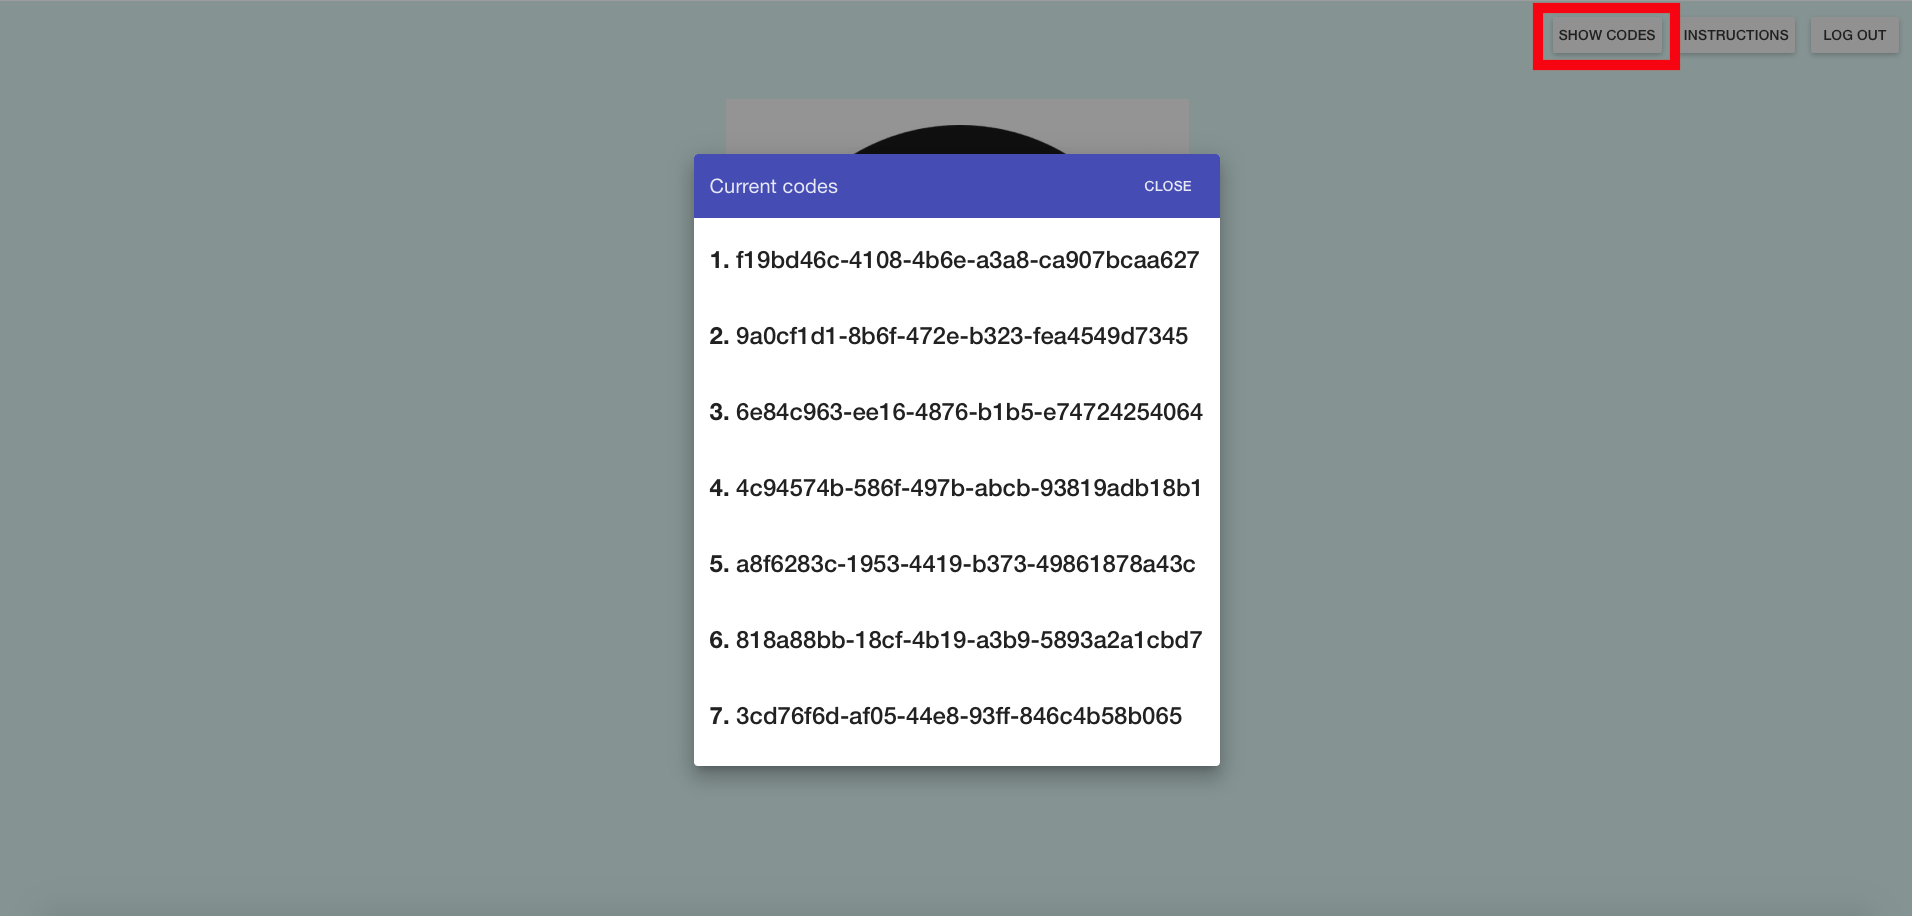 SHOW CODES INSTRUCTIONS LOG OUT
Current codes CLOSE
1. f19bd46c-4108-4b6e-a3a8-ca907bcaa627
2. 9a0cf1d1-8b6f-472e-b323-fea4549d7345
3. 6e84c963-ee16-4876-b1b5-e74724254064
4. 4c94574b-586f-497b-abcb-93819adb18b1
5. a8f6283c-1953-4419-b373-49861878a43c
6. 818a88bb-18cf-4b19-a3b9-5893a2a1cbd7
7. 3cd76f6d-af05-44e8-93ff-846c4b58b065